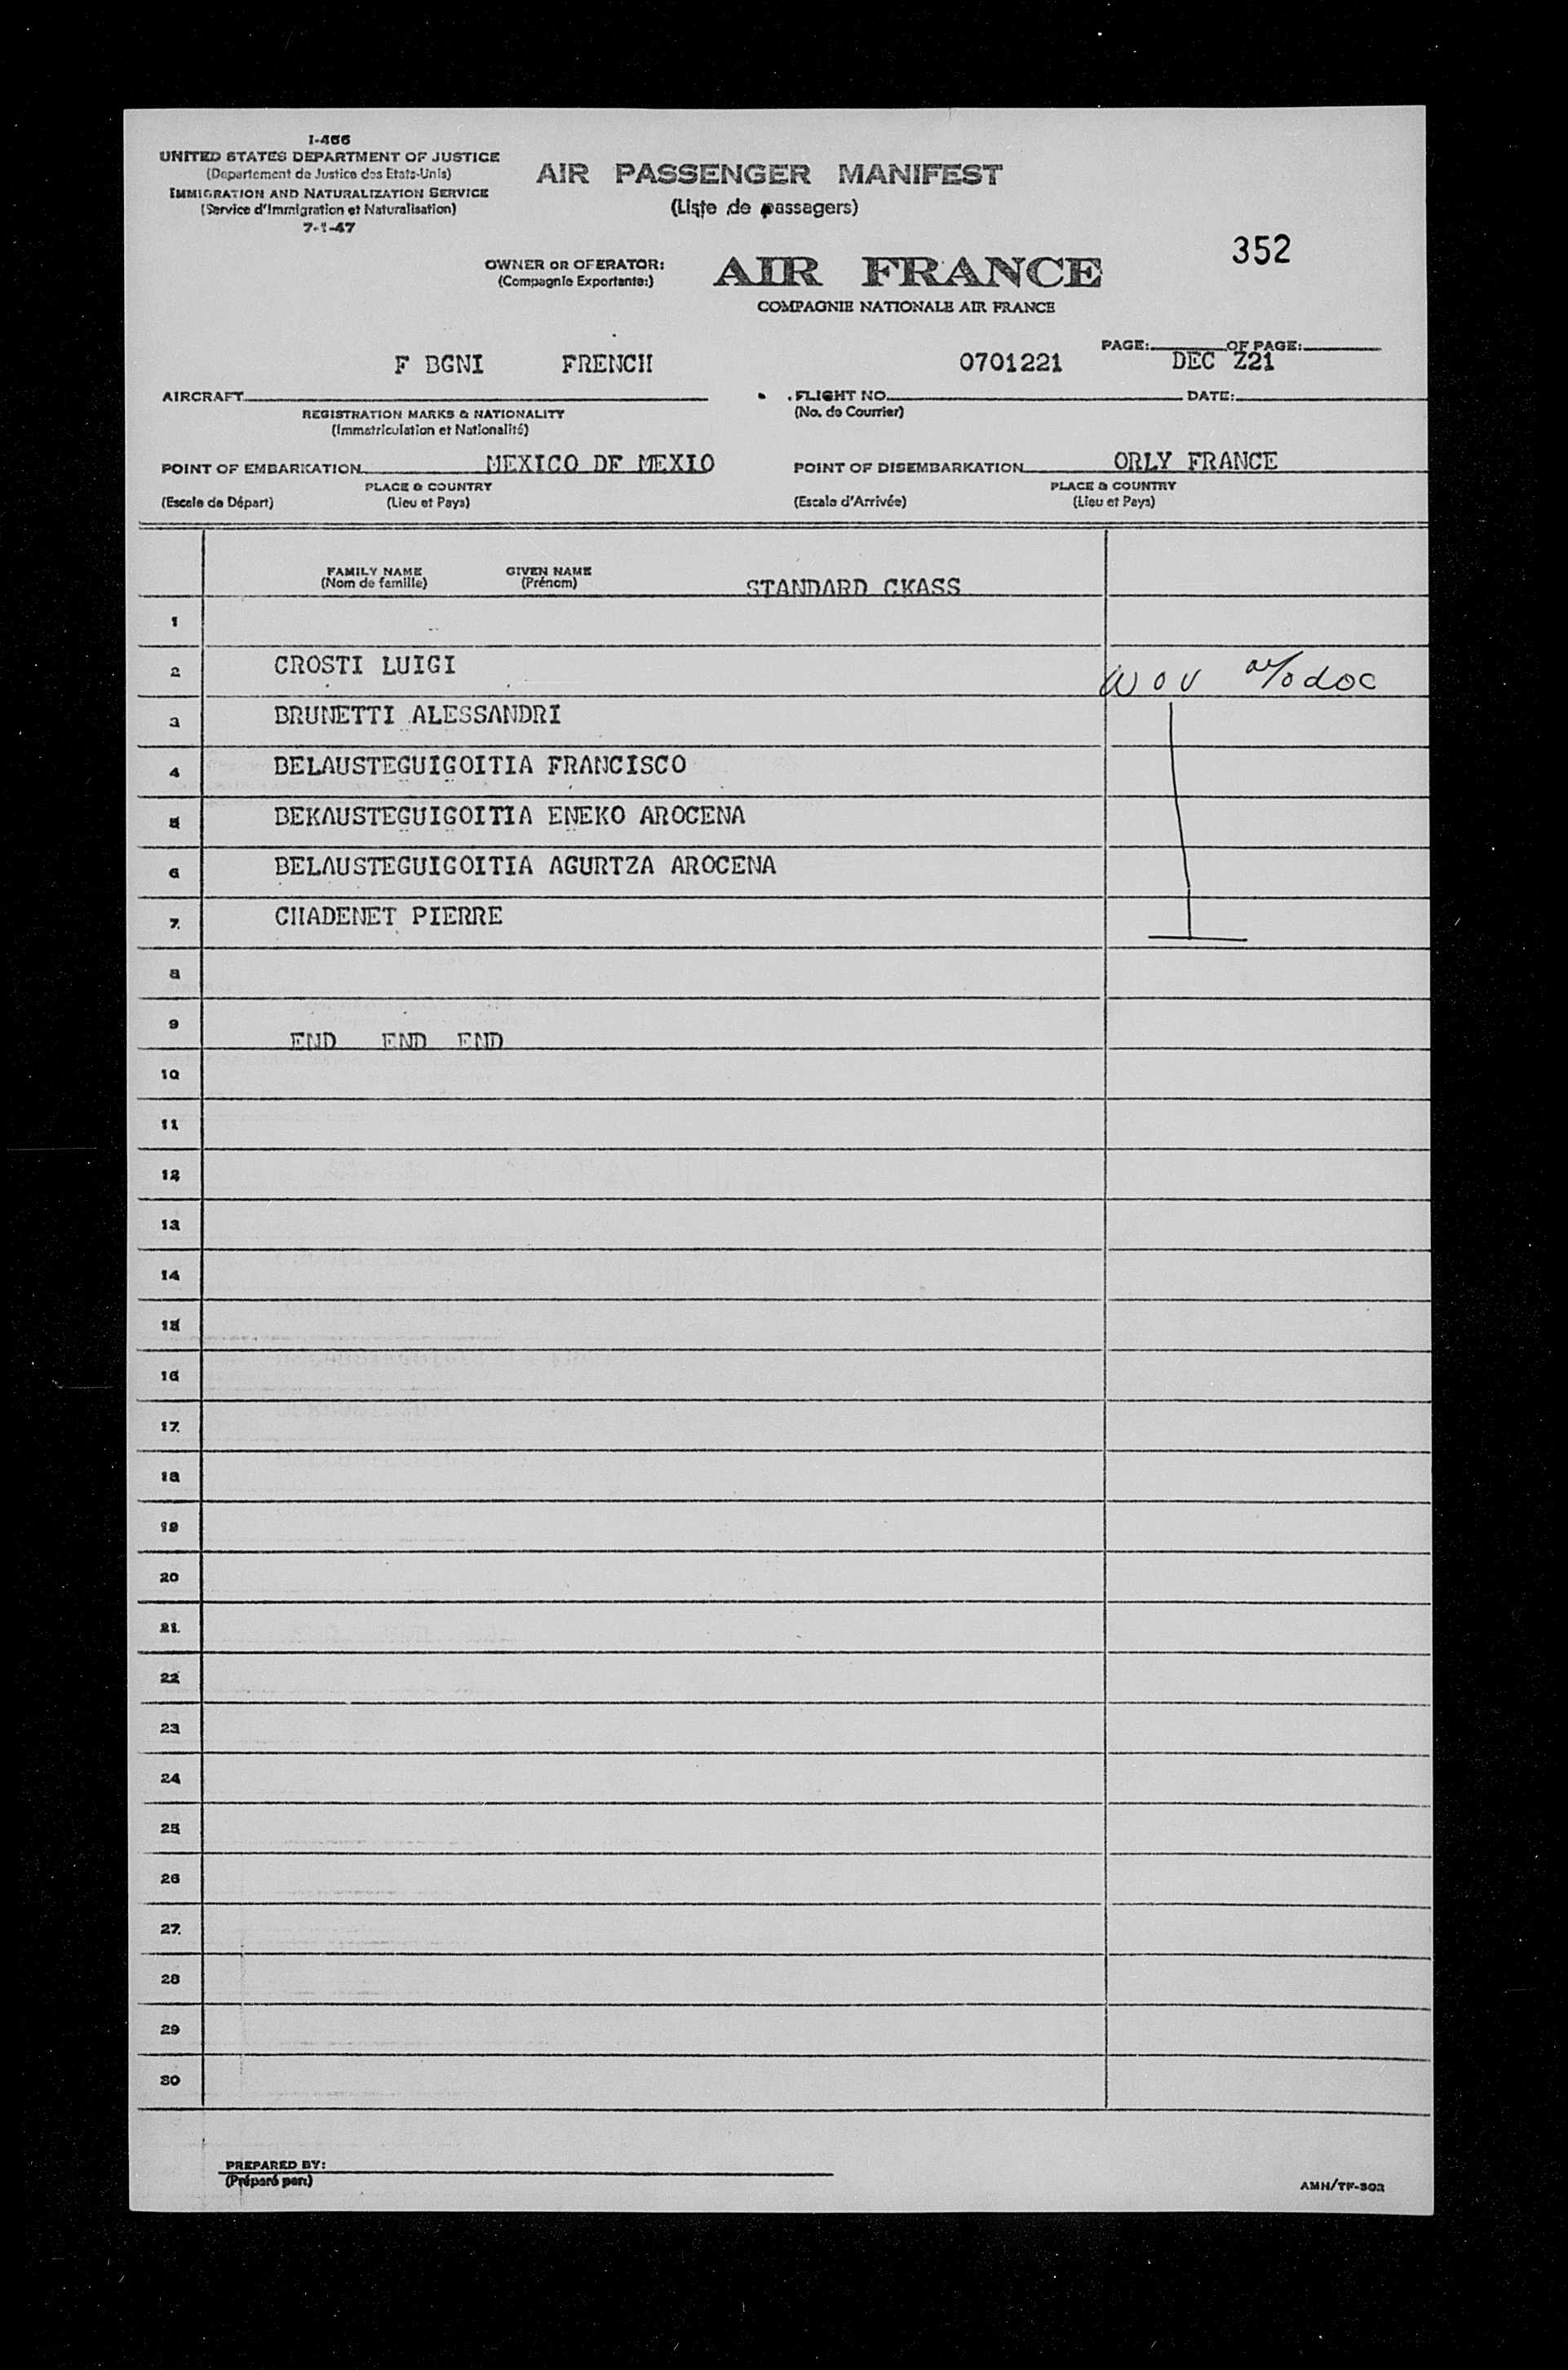 I-466
UNITED STATES DEPARTMENT OF JUSTICE
(Departement de Justice des Etats-Unis)
IMMIGRATION AND NATURALIZATION SERVICE
(Service d'Immigration et Naturalisation)
7-1-47
AIR PASSENGER MANIFEST
(Liste de passagers)
352
OWNER OR OPERATOR:
(Compagnie Exportante:)
AIR FRANCE
COMPAGNIE NATIONALE AIR FRANCE
PAGE: OF PAGE:
F BGNI FRENCH 0701221 DEC Z21
AIRCRAFT FLIGHT NO. DATE:
REGISTRATION MARKS & NATIONALITY (No. de Courrier)
(Immatriculation et Nationalité)
POINT OF EMBARKATION MEXICO DF MEXIO POINT OF DISEMBARKATION ORLY FRANCE
PLACE & COUNTRY PLACE & COUNTRY
(Escale de Départ) (Lieu et Pays) (Escale d'Arrivée) (Lieu et Pays)
FAMILY NAME GIVEN NAME
(Nom de famille) (Prénom) STANDARD CKASS
1
2 CROSTI LUIGI WOV w/o doc
3 BRUNETTI ALESSANDRI
4 BELAUSTEGUIGOITIA FRANCISCO
5 BEKAUSTEGUIGOITIA ENEKO AROCENA
6 BELAUSTEGUIGOITIA AGURTZA AROCENA
7 CHADENET PIERRE
8
9 END END END
10
11
12
13
14
15
16
17
18
19
20
21
22
23
24
25
26
27
28
29
30
PREPARED BY:
(Préparé par:)
AMH/TF-302